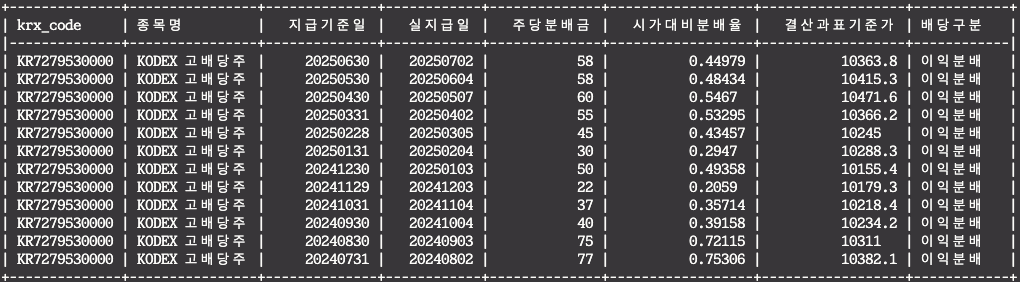 krx_code | 종목명 | 지급기준일 | 실지급일 | 주당분배금 | 시가대비분배율 | 결산과표기준가 | 배당구분
KR7279530000 | KODEX 고배당주 | 20250630 | 20250702 | 58 | 0.44979 | 10363.8 | 이익분배
KR7279530000 | KODEX 고배당주 | 20250530 | 20250604 | 58 | 0.48434 | 10415.3 | 이익분배
KR7279530000 | KODEX 고배당주 | 20250430 | 20250507 | 60 | 0.5467 | 10471.6 | 이익분배
KR7279530000 | KODEX 고배당주 | 20250331 | 20250402 | 55 | 0.53295 | 10366.2 | 이익분배
KR7279530000 | KODEX 고배당주 | 20250228 | 20250305 | 45 | 0.43457 | 10245 | 이익분배
KR7279530000 | KODEX 고배당주 | 20250131 | 20250204 | 30 | 0.2947 | 10288.3 | 이익분배
KR7279530000 | KODEX 고배당주 | 20241230 | 20250103 | 50 | 0.49358 | 10155.4 | 이익분배
KR7279530000 | KODEX 고배당주 | 20241129 | 20241203 | 22 | 0.2059 | 10179.3 | 이익분배
KR7279530000 | KODEX 고배당주 | 20241031 | 20241104 | 37 | 0.35714 | 10218.4 | 이익분배
KR7279530000 | KODEX 고배당주 | 20240930 | 20241004 | 40 | 0.39158 | 10234.2 | 이익분배
KR7279530000 | KODEX 고배당주 | 20240830 | 20240903 | 75 | 0.72115 | 10311 | 이익분배
KR7279530000 | KODEX 고배당주 | 20240731 | 20240802 | 77 | 0.75306 | 10382.1 | 이익분배